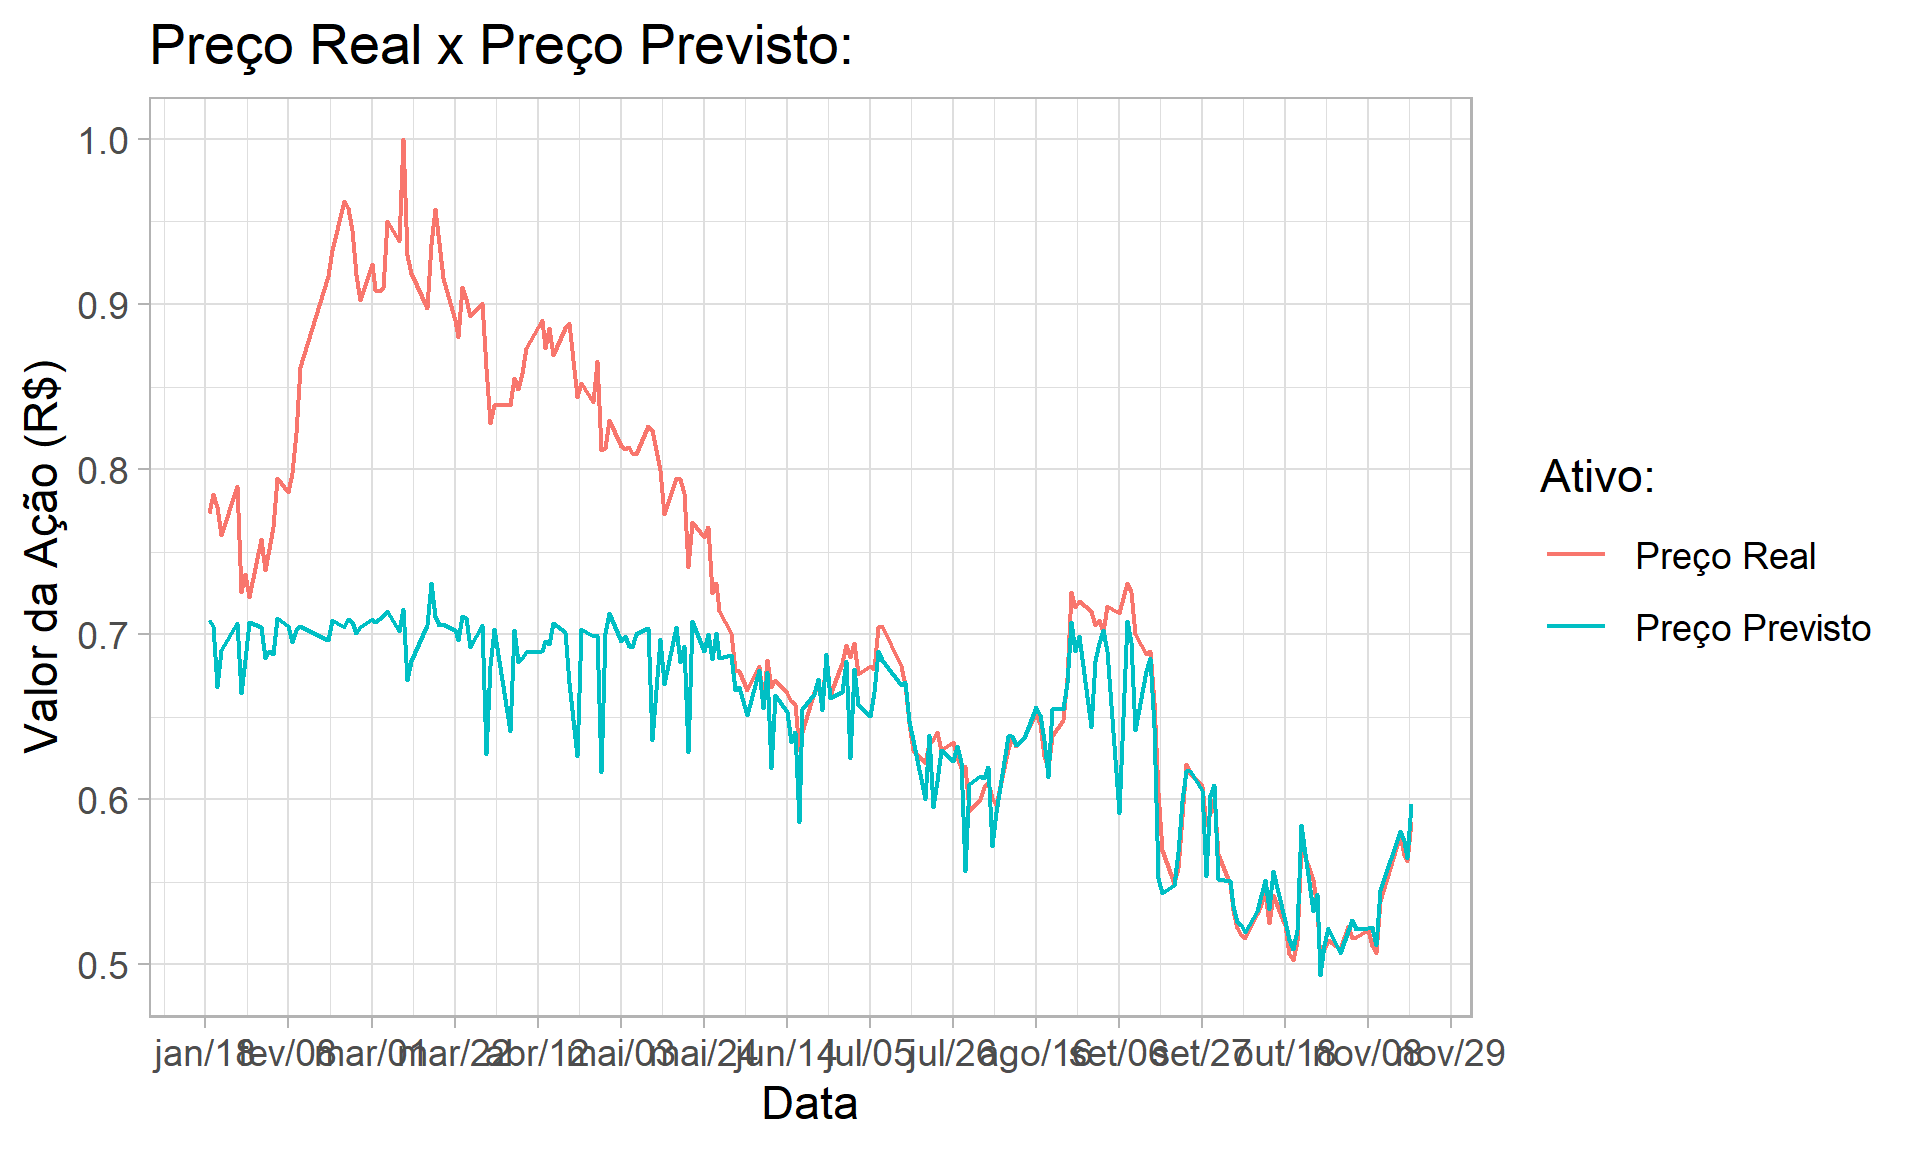 Preço Real x Preço Previsto:
1.0
0.9
0.8
0.7
0.6
0.5
Valor da Ação (R$)
jan/18 fev/08 mar/01 mar/22 abr/12 mai/03 mai/24 jun/14 jul/05 jul/26 ago/16 set/06 set/27 out/18 nov/08 nov/29
Data
Ativo:
Preço Real
Preço Previsto